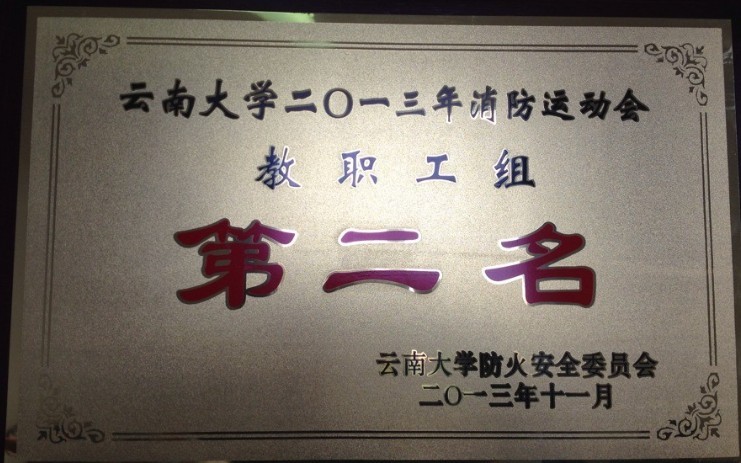 云南大学二〇一三年消防运动会
教职工组
第二名
云南大学防火安全委员会
二〇一三年十一月